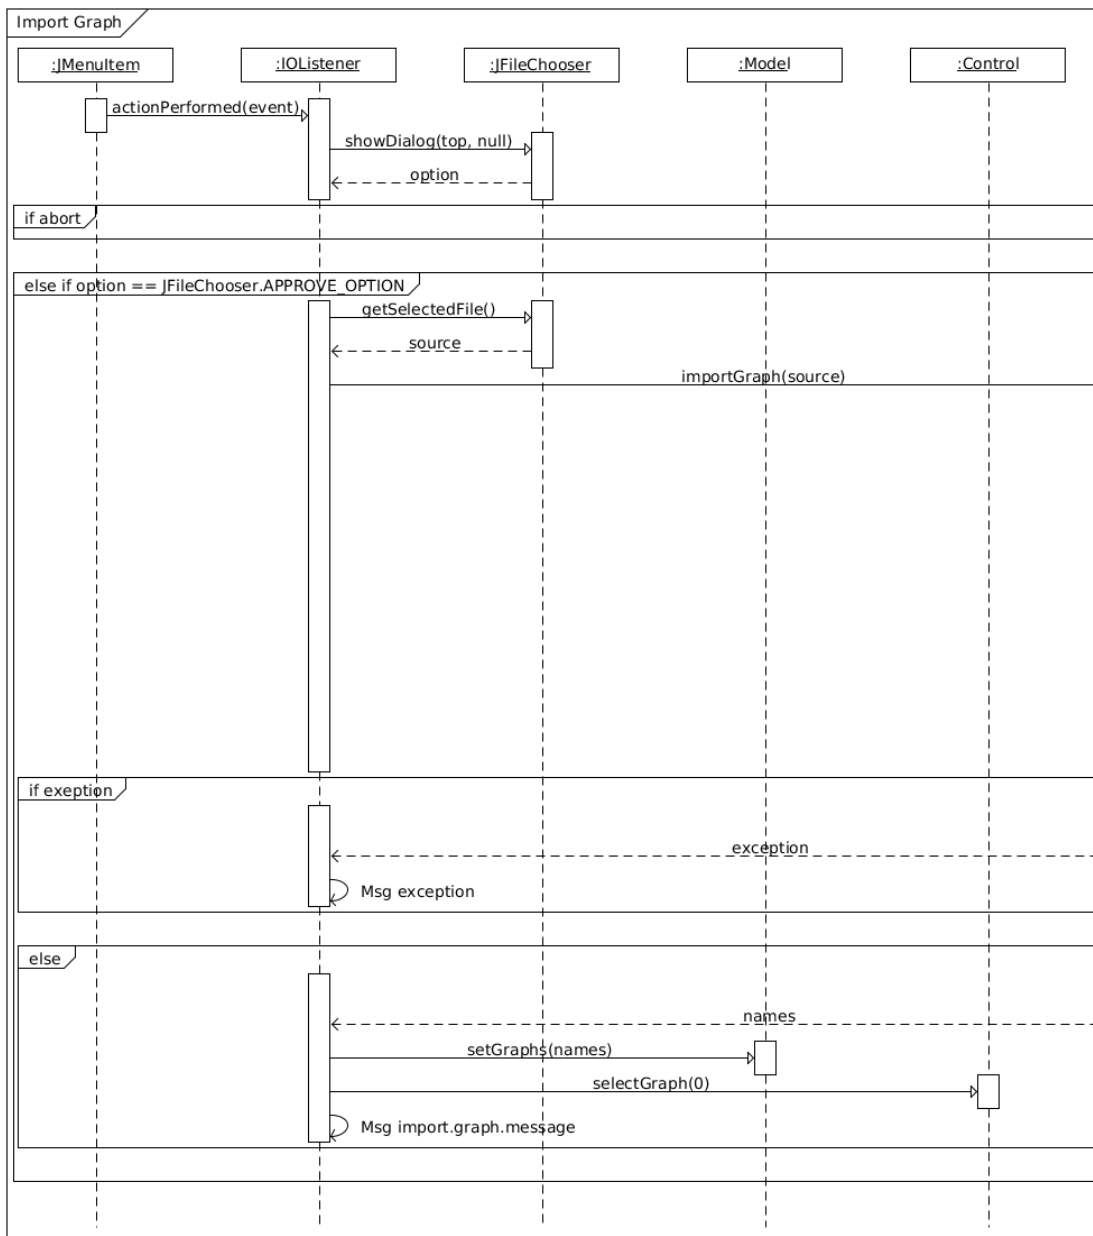 Import Graph
:JMenuItem
:IOListener
:JFileChooser
:Model
:Control
actionPerformed(event)
showDialog(top, null)
option
if abort
else if option == JFileChooser.APPROVE_OPTION
getSelectedFile()
source
importGraph(source)
if exeption
exception
Msg exception
else
names
setGraphs(names)
selectGraph(0)
Msg import.graph.message